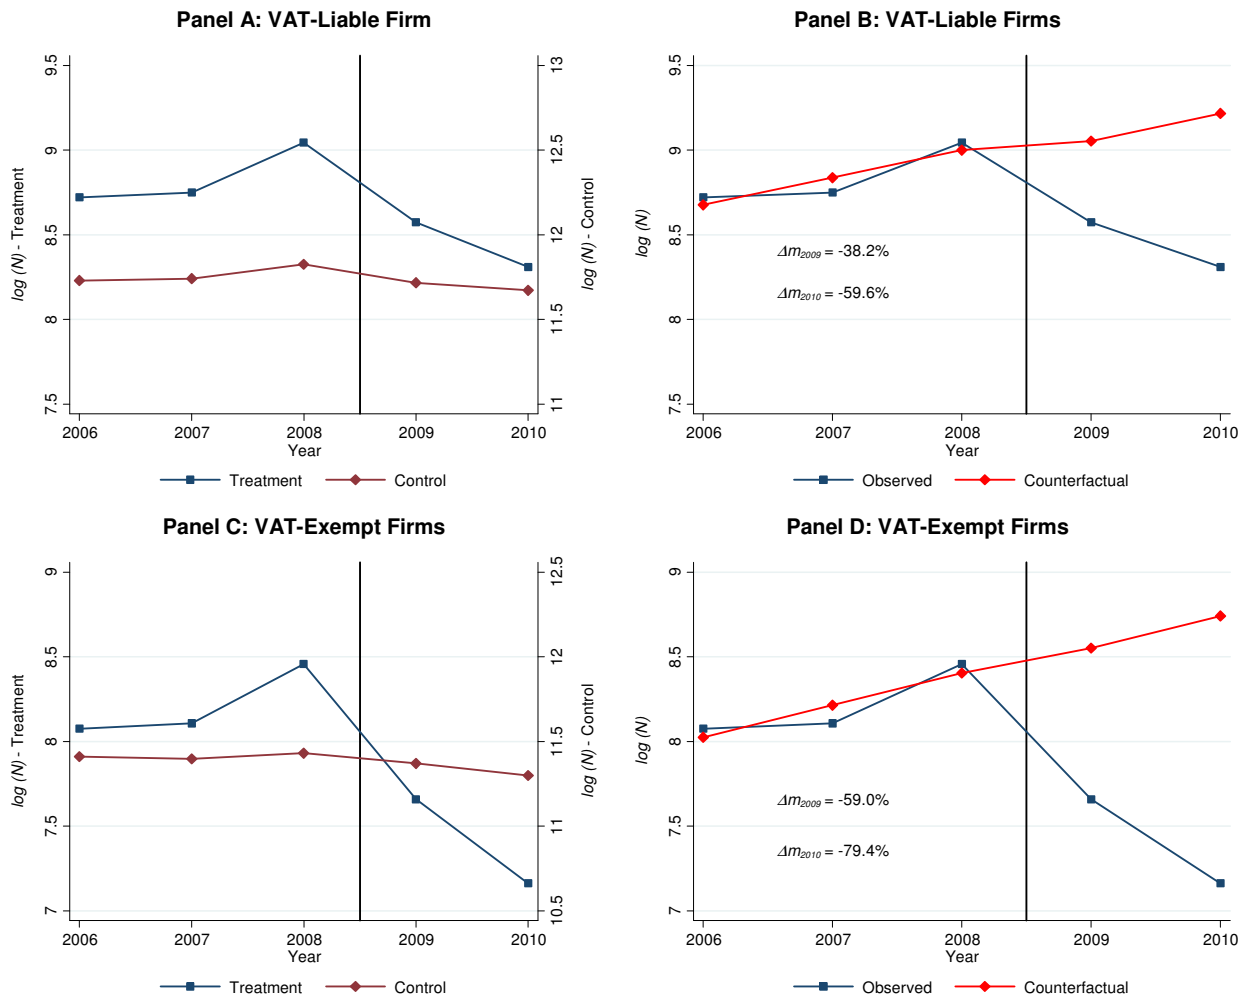 Panel A: VAT-Liable Firm
log (N) - Treatment
9.5
9
8.5
8
7.5
log (N) - Control
13
12.5
12
11.5
11
2006 2007 2008 2009 2010
Year
Treatment Control
Panel B: VAT-Liable Firms
log (N)
9.5
9
8.5
8
7.5
Δm2009 = -38.2%
Δm2010 = -59.6%
2006 2007 2008 2009 2010
Year
Observed Counterfactual
Panel C: VAT-Exempt Firms
log (N) - Treatment
9
8.5
8
7.5
7
log (N) - Control
12.5
12
11.5
11
10.5
2006 2007 2008 2009 2010
Year
Treatment Control
Panel D: VAT-Exempt Firms
log (N)
9
8.5
8
7.5
7
Δm2009 = -59.0%
Δm2010 = -79.4%
2006 2007 2008 2009 2010
Year
Observed Counterfactual